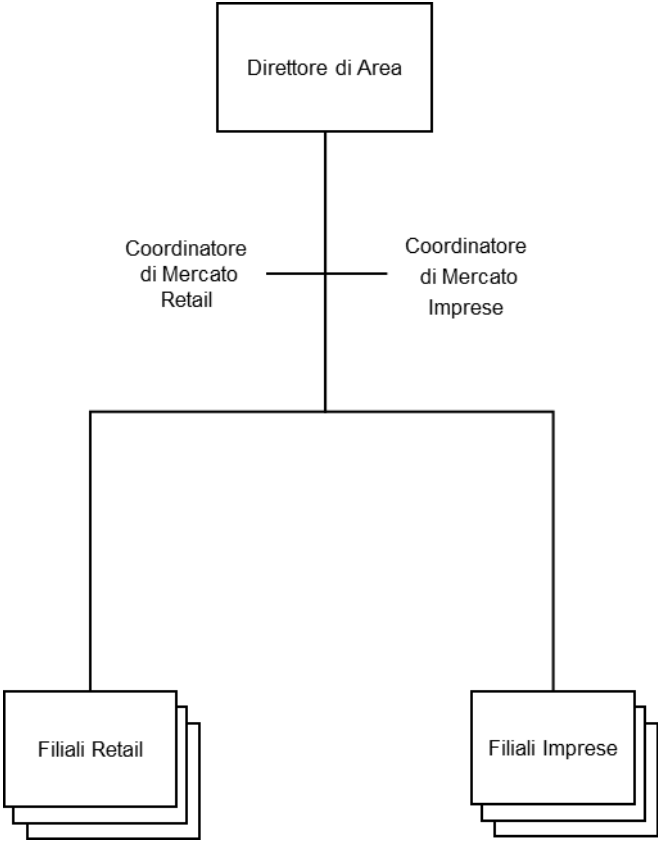 Direttore di Area
Coordinatore
di Mercato
Retail
Coordinatore
di Mercato
Imprese
Filiali Retail
Filiali Imprese